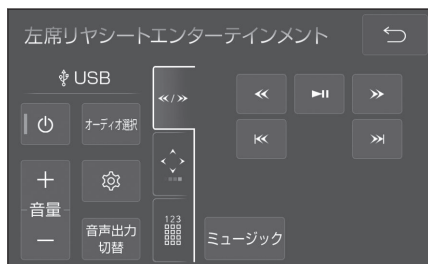 左席リヤシートエンターテインメント
USB
オーディオ選択
音量
音声出力
切替
123
ミュージック